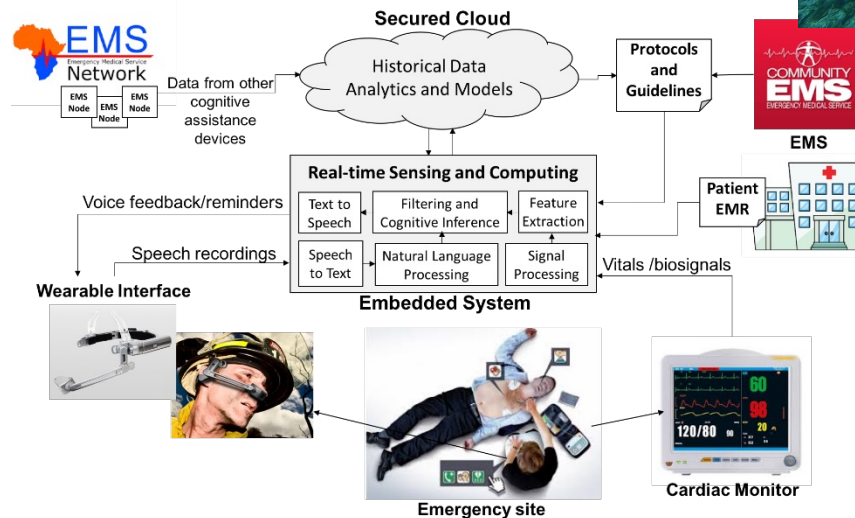 Secured Cloud
EMS
Emergency Medical Service
Network
EMS
Node
EMS
Node
EMS
Node
Data from other
cognitive
assistance
devices
Historical Data
Analytics and Models
Protocols
and
Guidelines
COMMUNITY
EMS
EMERGENCY MEDICAL SERVICE
EMS
Real-time Sensing and Computing
Text to
Speech
Filtering and
Cognitive Inference
Feature
Extraction
Speech
to Text
Natural Language
Processing
Signal
Processing
Embedded System
Patient
EMR
Voice feedback/reminders
Speech recordings
Wearable Interface
Vitals /biosignals
60
98
20
120/80
90
Emergency site
Cardiac Monitor